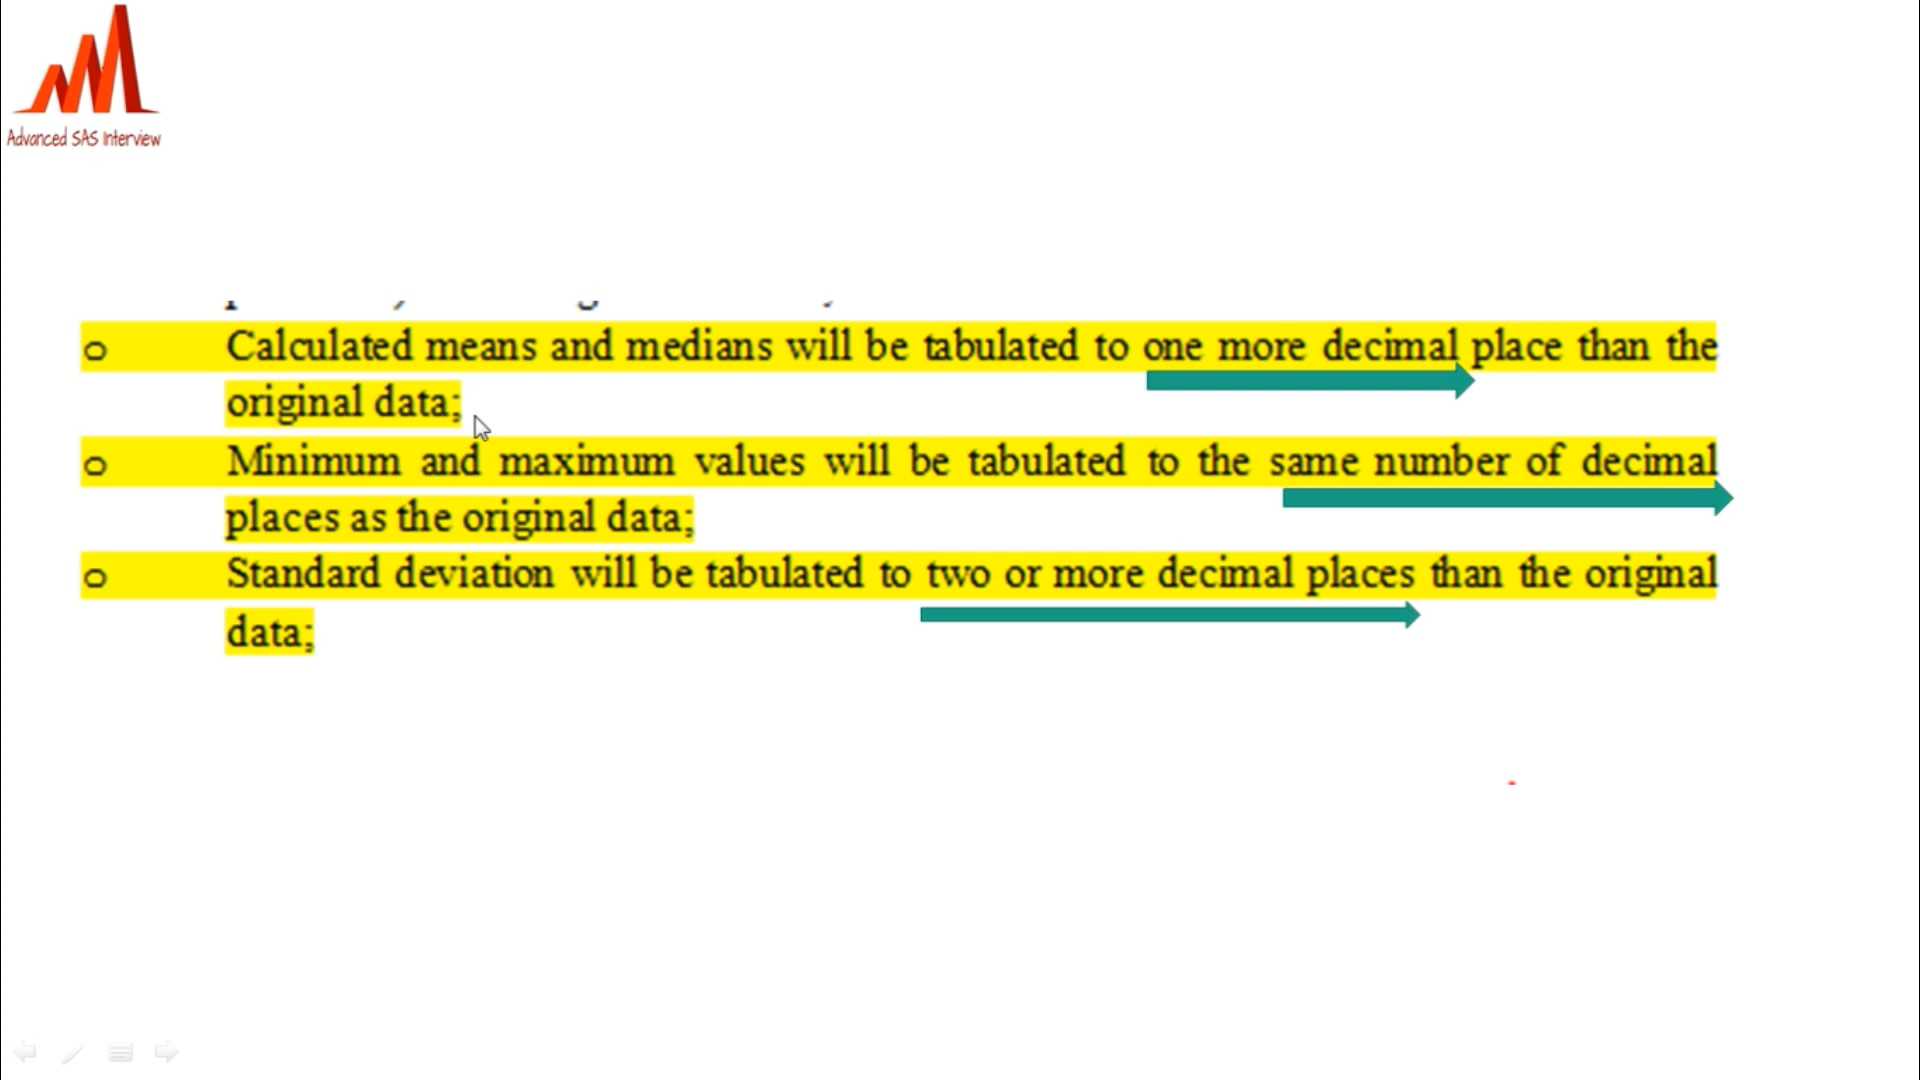 Advanced SAS Interview
o Calculated means and medians will be tabulated to one more decimal place than the
original data;
o Minimum and maximum values will be tabulated to the same number of decimal
places as the original data;
o Standard deviation will be tabulated to two or more decimal places than the original
data;